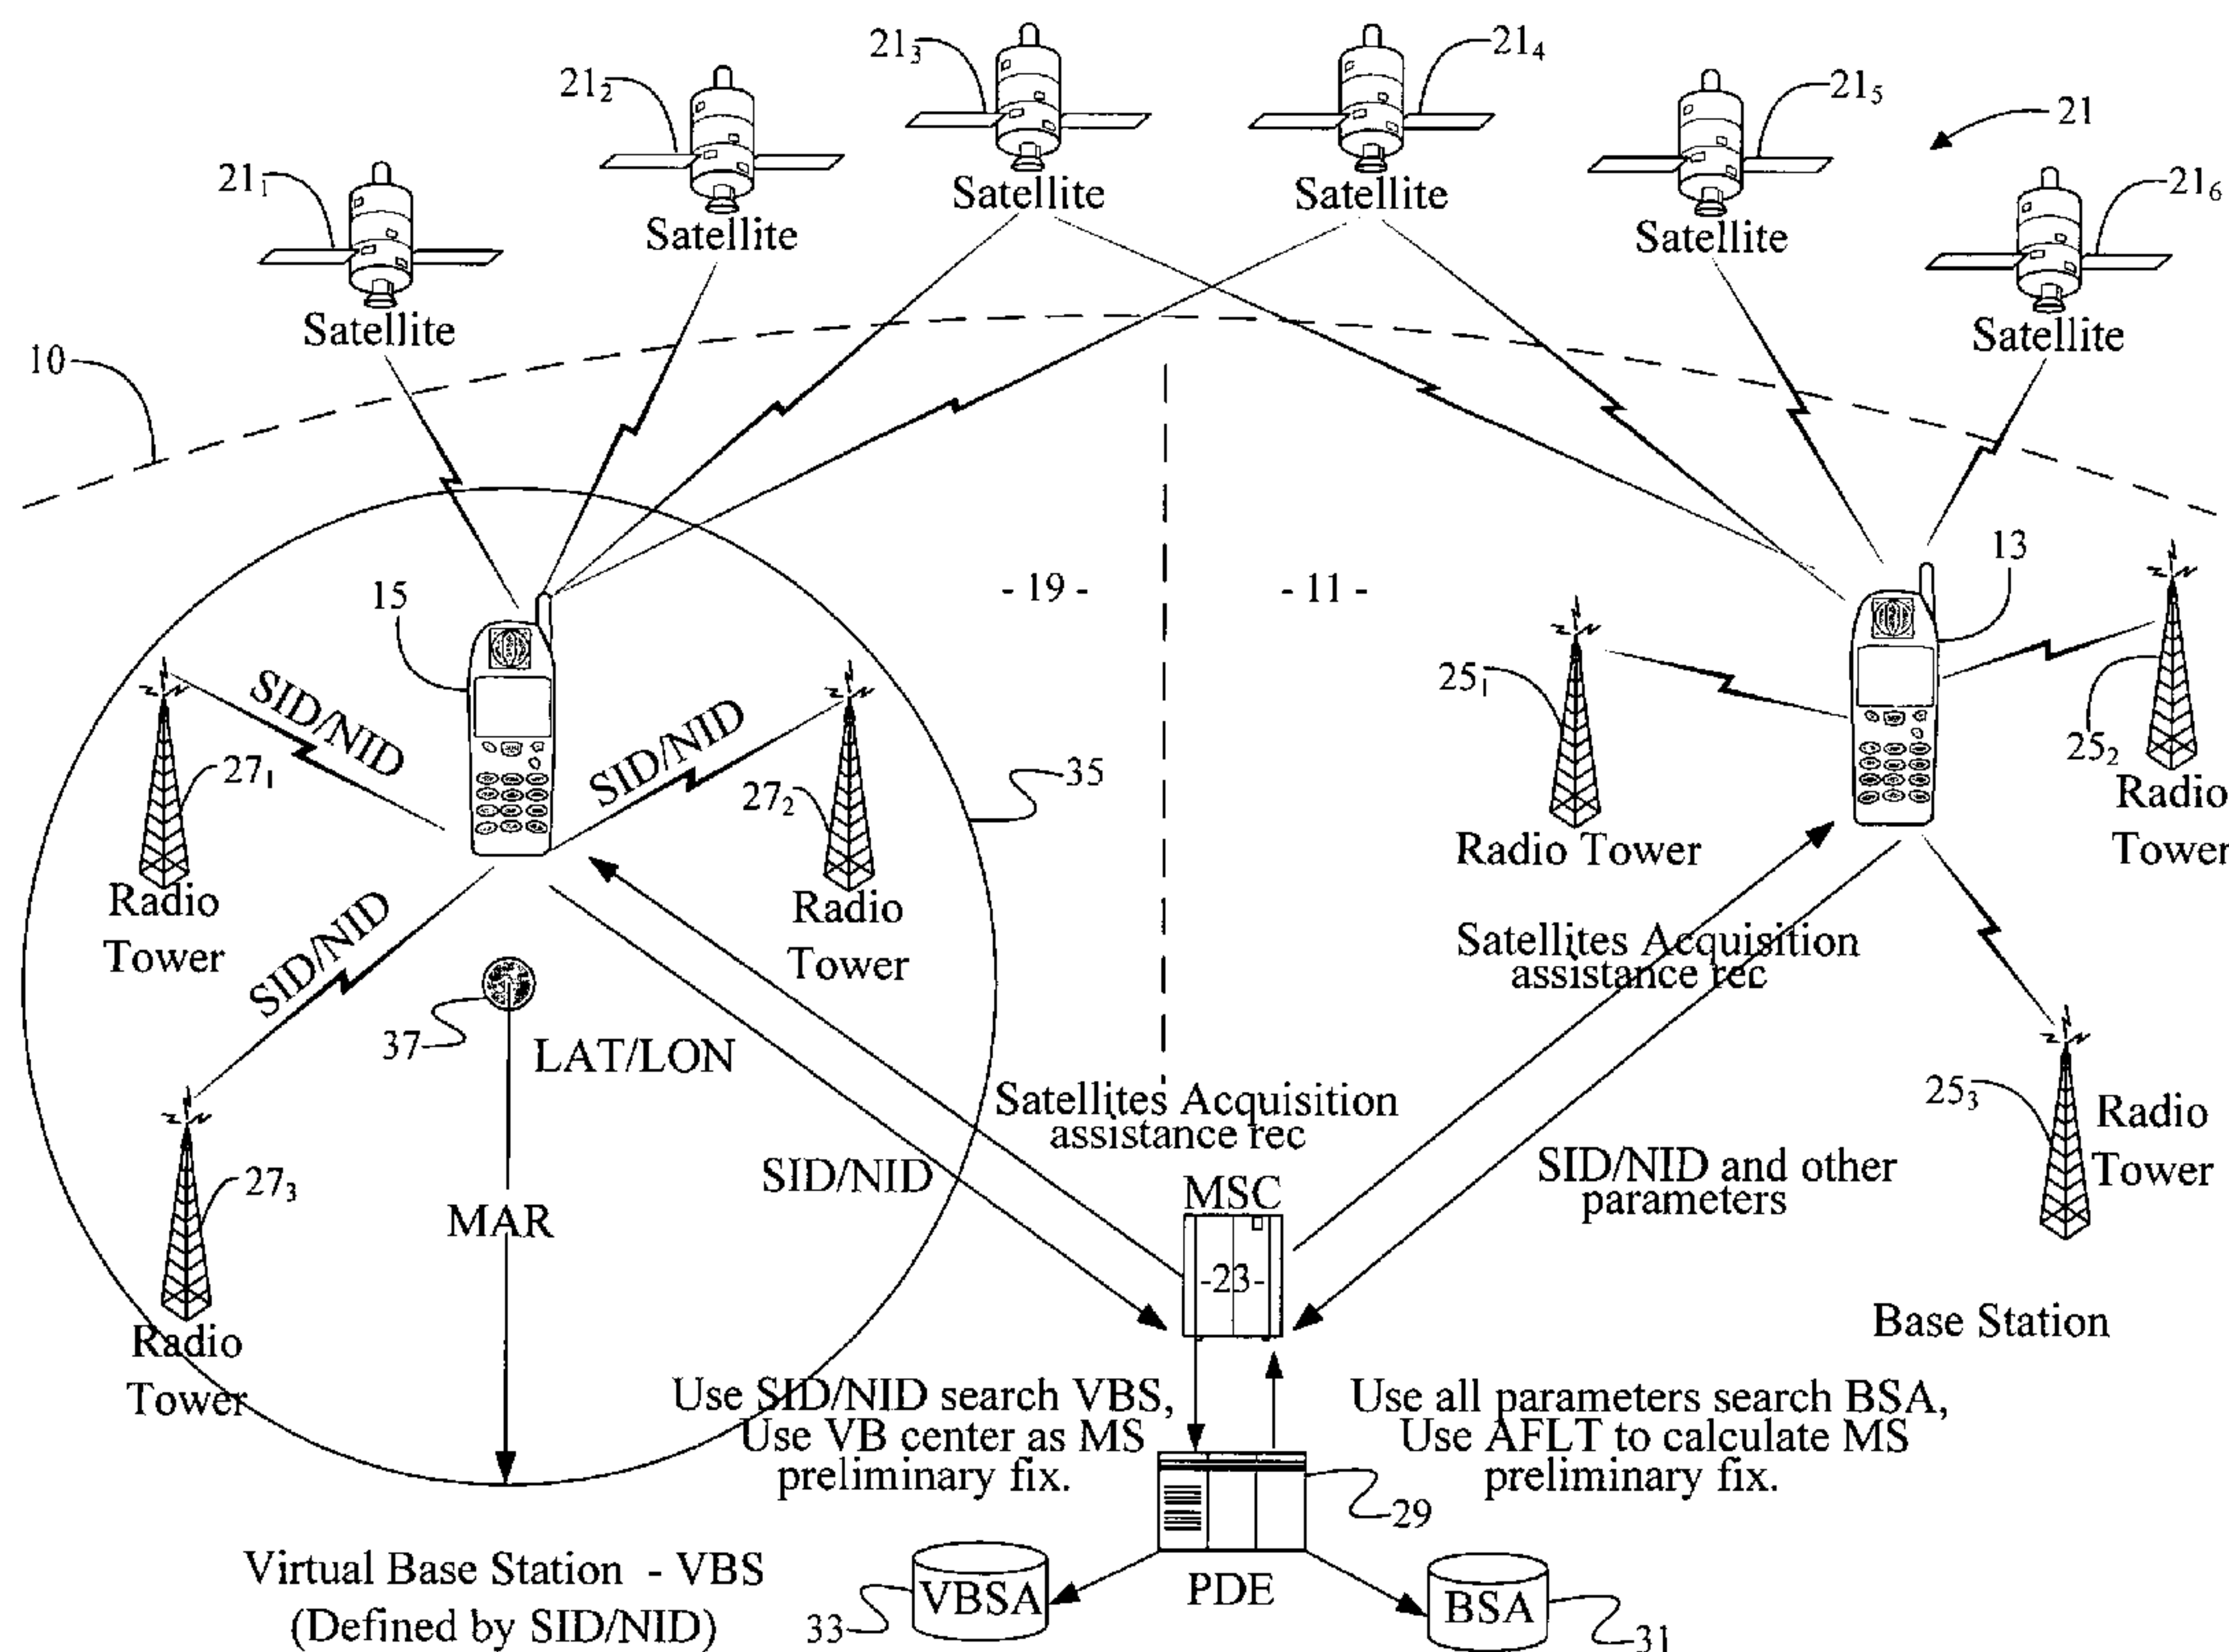 21₃
21₄
21₂
21₅
21
21₁
21₆
Satellite
Satellite
Satellite
Satellite
Satellite
Satellite
10
15
- 19 -
- 11 -
13
SID/NID
SID/NID
25₁
25₂
27₁
27₂
35
Radio
Tower
Radio Tower
Radio
Tower
Radio
Tower
SID/NID
Satellites Acquisition
assistance rec
37
LAT/LON
Satellites Acquisition
assistance rec
25₃
Radio
Tower
SID/NID
SID/NID and other
parameters
27₃
MAR
MSC
-23-
Radio
Tower
Base Station
Use SID/NID search VBS,
Use VB center as MS
preliminary fix.
Use all parameters search BSA,
Use AFLT to calculate MS
preliminary fix.
29
Virtual Base Station - VBS
(Defined by SID/NID)
33
VBSA
PDE
BSA
31